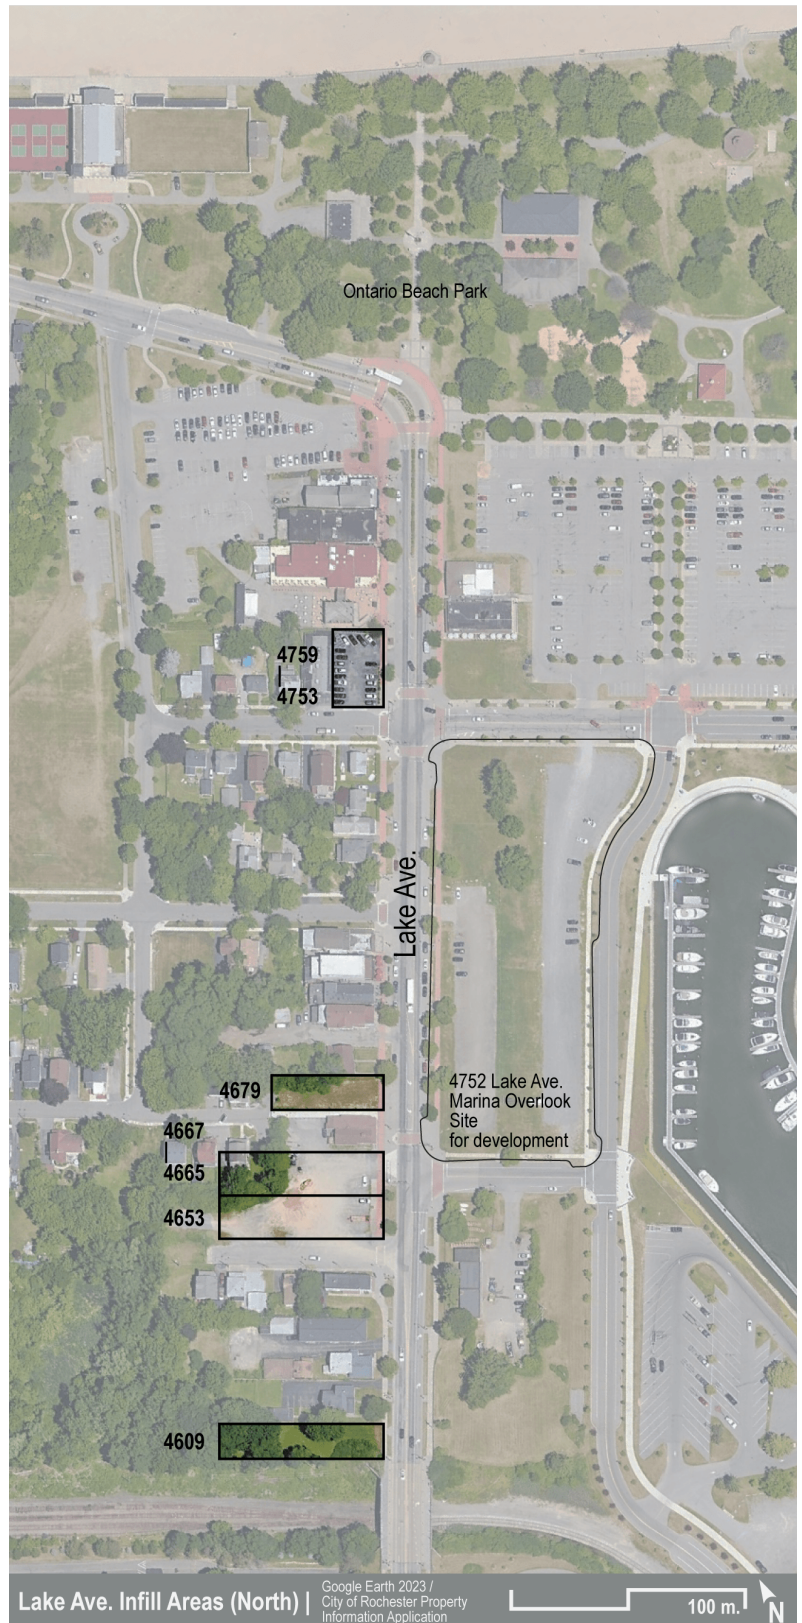 Ontario Beach Park
4759
4753
Lake Ave.
4752 Lake Ave.
Marina Overlook
Site
for development
4679
4667
4665
4653
4609
Lake Ave. Infill Areas (North) |
Google Earth 2023 /
City of Rochester Property
Information Application
100 m.
N